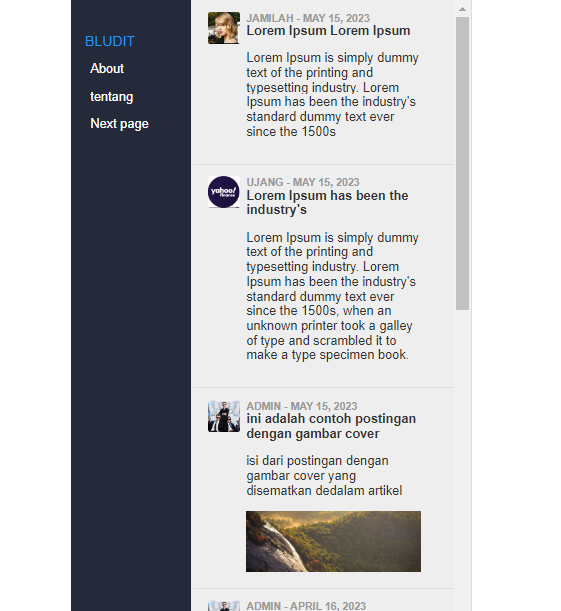 BLUDIT
About
tentang
Next page
JAMILAH - MAY 15, 2023
Lorem Ipsum Lorem Ipsum
Lorem Ipsum is simply dummy
text of the printing and
typesetting industry. Lorem
Ipsum has been the industry's
standard dummy text ever
since the 1500s
yahoo!
finance
UJANG - MAY 15, 2023
Lorem Ipsum has been the
industry's
Lorem Ipsum is simply dummy
text of the printing and
typesetting industry. Lorem
Ipsum has been the industry's
standard dummy text ever
since the 1500s, when an
unknown printer took a galley
of type and scrambled it to
make a type specimen book.
ADMIN - MAY 15, 2023
ini adalah contoh postingan
dengan gambar cover
isi dari postingan dengan
gambar cover yang
disematkan dedalam artikel
ADMIN - APRIL 16, 2023